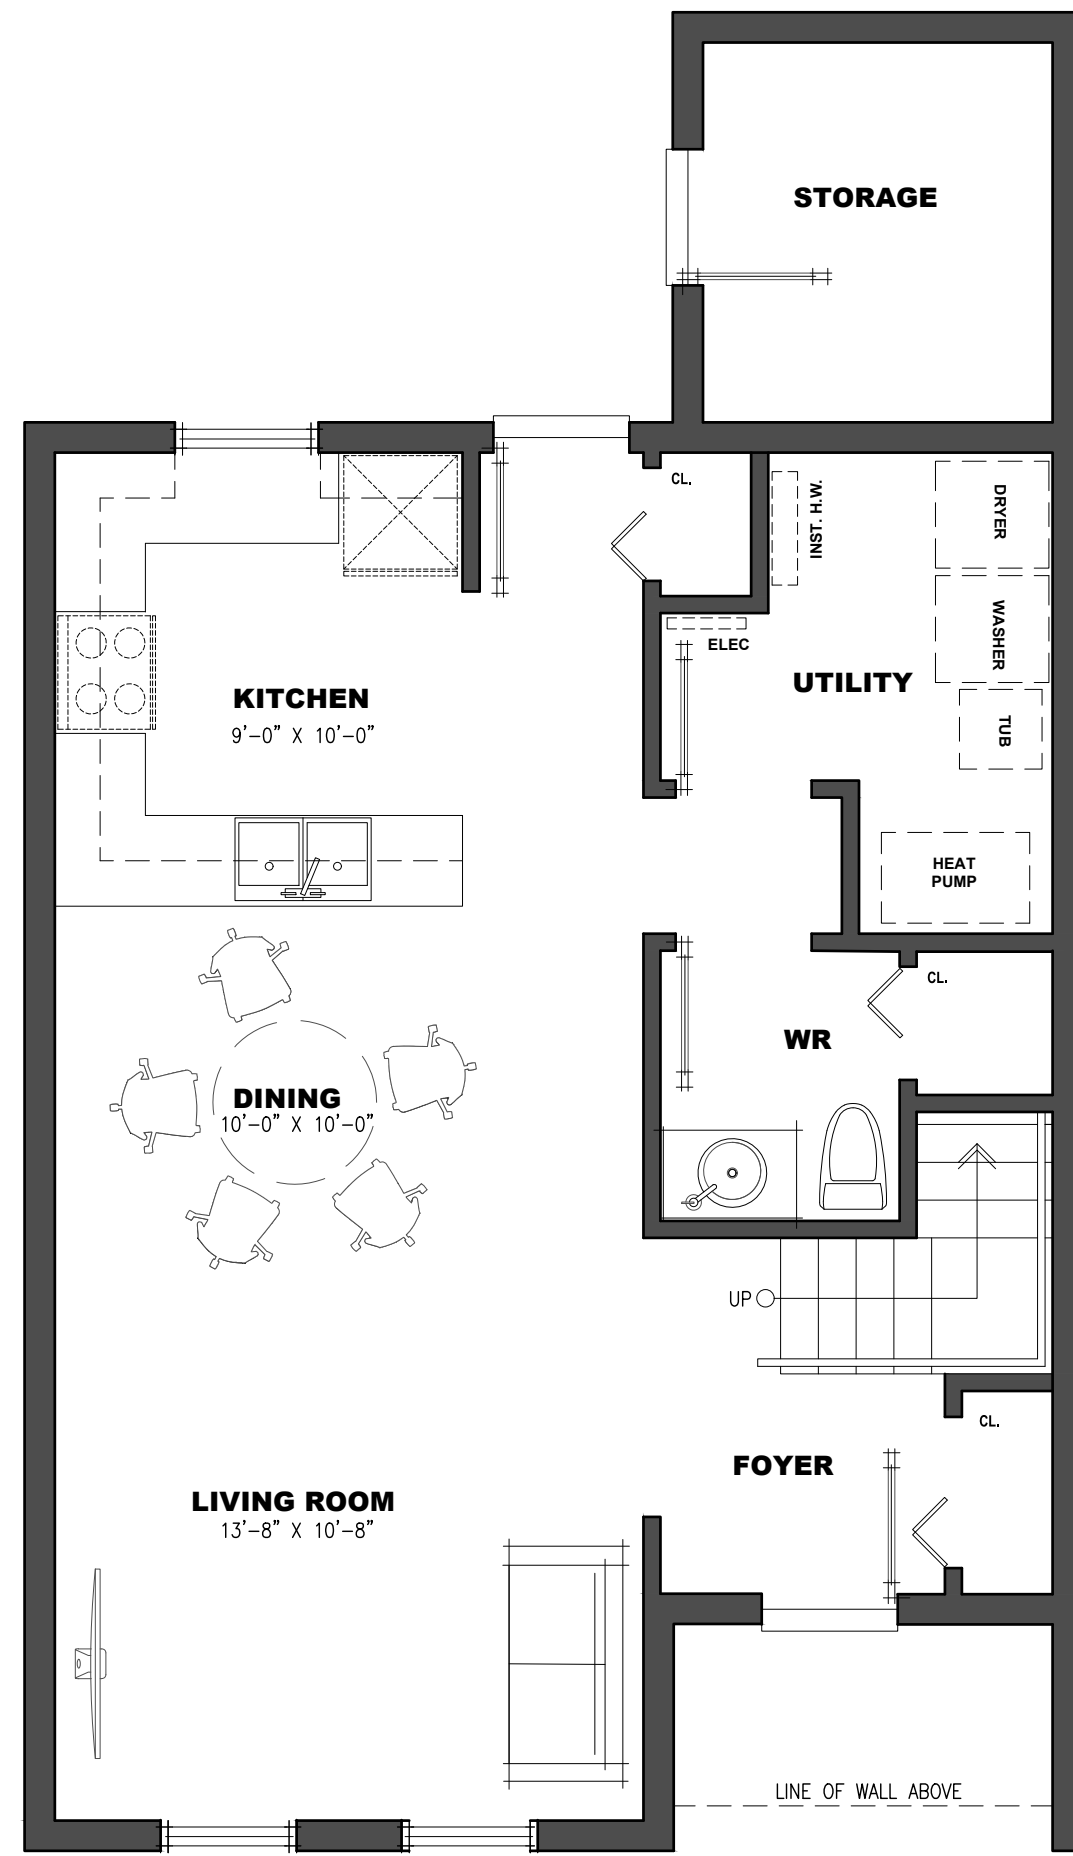 STORAGE
CL.
INST. H.W.
DRYER
WASHER
ELEC
UTILITY
KITCHEN
9'-0" X 10'-0"
TUB
HEAT
PUMP
CL.
WR
DINING
10'-0" X 10'-0"
UP
CL.
FOYER
LIVING ROOM
13'-8" X 10'-8"
LINE OF WALL ABOVE